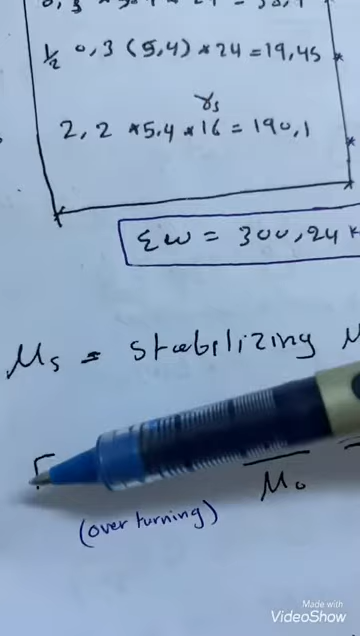 ½ 0,3 (5,4) * 24 = 19,45
γs
2,2 * 5,4 * 16 = 190,1
Σw = 300,24 k
Ms = stabilizing M
F
Mo
(over turning)
Made with
VideoShow